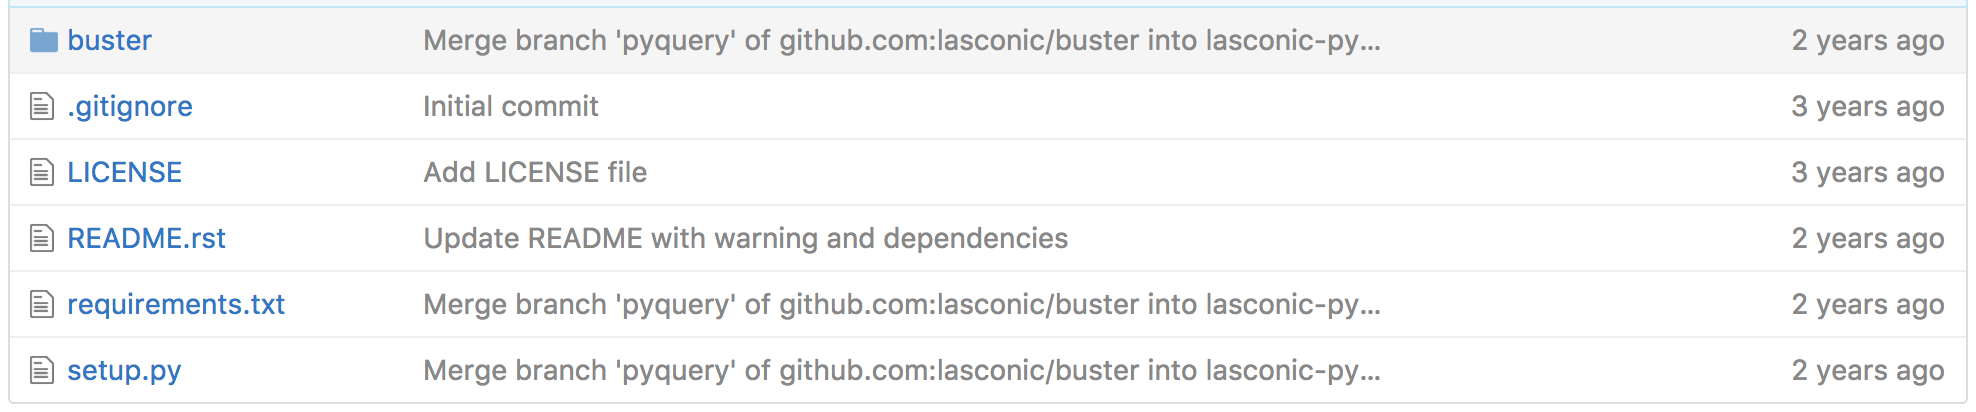 buster Merge branch 'pyquery' of github.com:lasconic/buster into lasconic-py... 2 years ago
.gitignore Initial commit 3 years ago
LICENSE Add LICENSE file 3 years ago
README.rst Update README with warning and dependencies 2 years ago
requirements.txt Merge branch 'pyquery' of github.com:lasconic/buster into lasconic-py... 2 years ago
setup.py Merge branch 'pyquery' of github.com:lasconic/buster into lasconic-py... 2 years ago